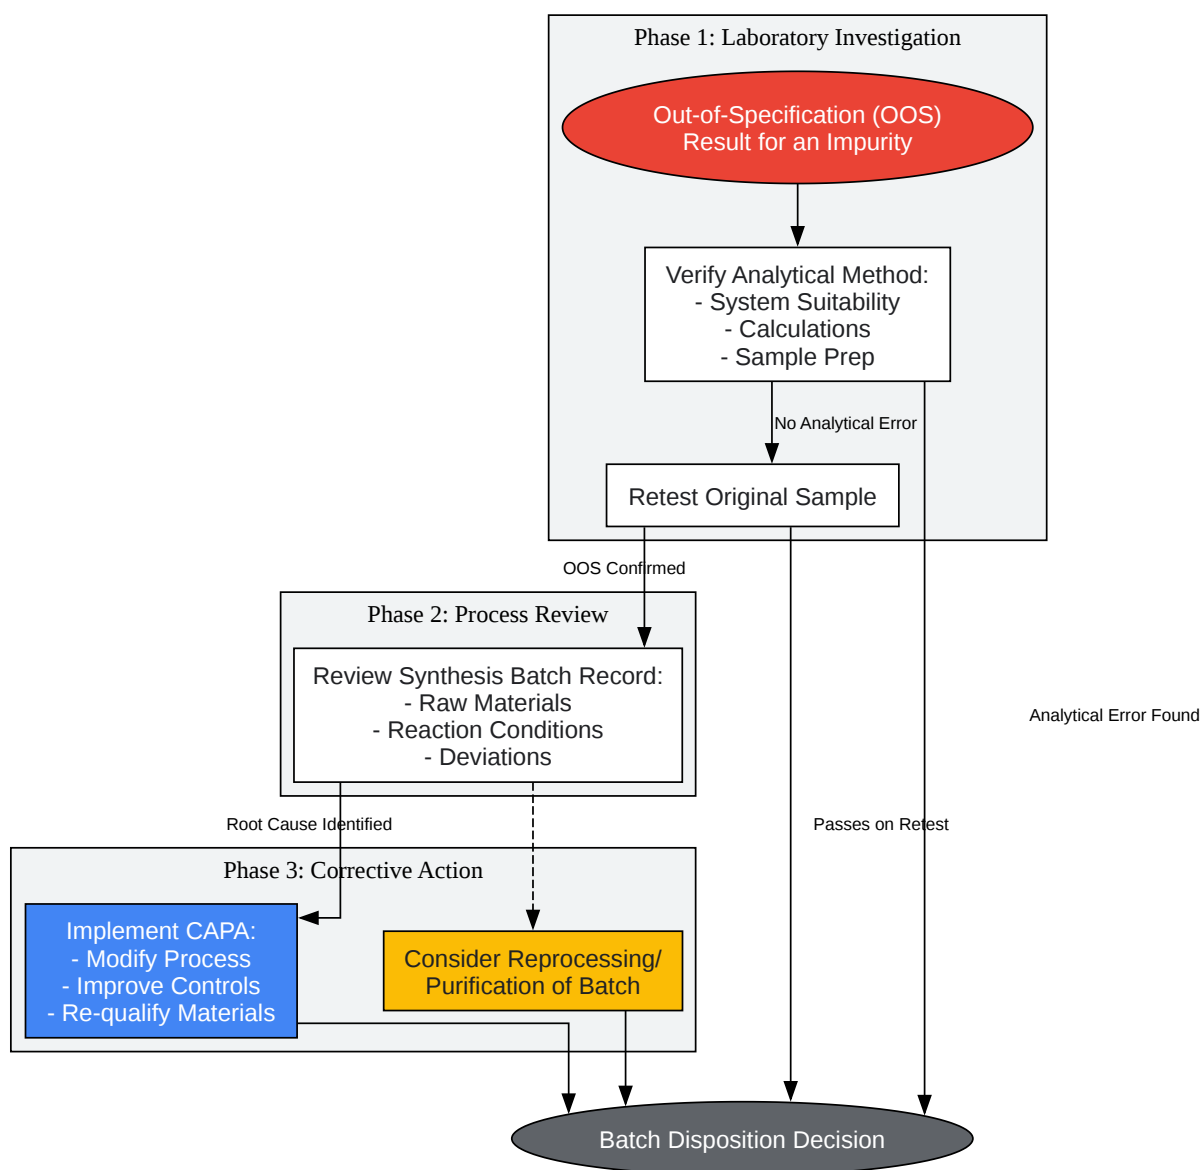 Phase 1: Laboratory Investigation
Out-of-Specification (OOS)
Result for an Impurity
Verify Analytical Method:
- System Suitability
- Calculations
- Sample Prep
No Analytical Error
Retest Original Sample
OOS Confirmed
Phase 2: Process Review
Review Synthesis Batch Record:
- Raw Materials
- Reaction Conditions
- Deviations
Analytical Error Found
Root Cause Identified
Passes on Retest
Phase 3: Corrective Action
Implement CAPA:
- Modify Process
- Improve Controls
- Re-qualify Materials
Consider Reprocessing/
Purification of Batch
Batch Disposition Decision